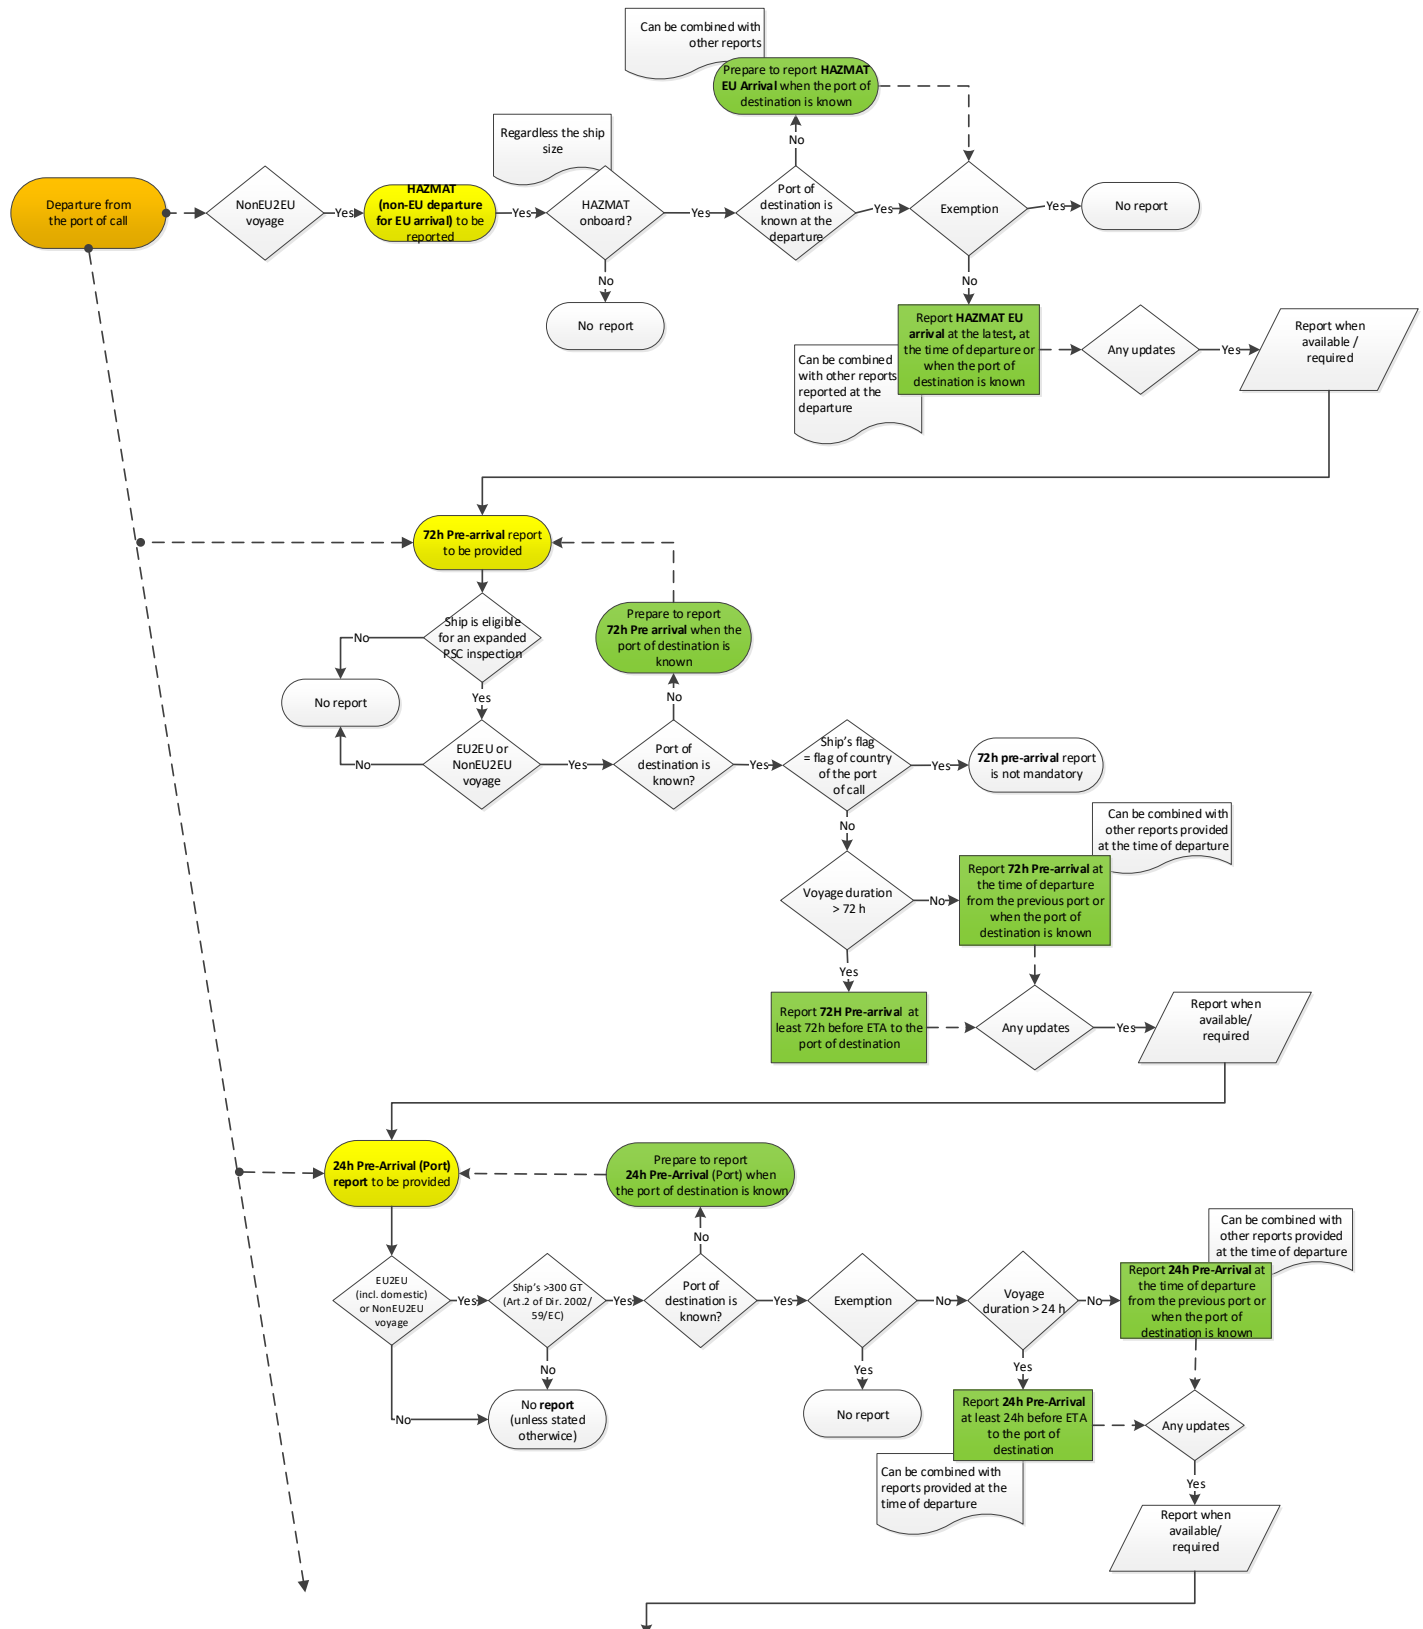 Can be combined with
other reports
Prepare to report HAZMAT
EU Arrival when the port of
destination is known
No
Regardless the ship
size
Departure from
the port of call
NonEU2EU
voyage
Yes
HAZMAT
(non-EU departure
for EU arrival) to be
reported
Yes
HAZMAT
onboard?
Yes
Port of
destination is
known at the
departure
Yes
Exemption
Yes
No report
No
No report
No
Report HAZMAT EU
arrival at the latest, at
the time of departure or
when the port of
destination is known
Can be combined
with other reports
reported at the
departure
Any updates
Yes
Report when
available /
required
72h Pre-arrival report
to be provided
Ship is eligible
for an expanded
PSC inspection
No
No report
Yes
Prepare to report
72h Pre arrival when the
port of destination is
known
No
EU2EU or
NonEU2EU
voyage
No
Yes
Port of
destination is
known?
Yes
Ship's flag
= flag of country
of the port
of call
Yes
72h pre-arrival report
is not mandatory
No
Can be combined with
other reports provided
at the time of departure
Voyage duration
> 72 h
No
Report 72h Pre-arrival at
the time of departure
from the previous port or
when the port of
destination is known
Yes
Report 72H Pre-arrival at
least 72h before ETA to the
port of destination
Any updates
Yes
Report when
available/
required
24h Pre-Arrival (Port)
report to be provided
Prepare to report
24h Pre-Arrival (Port) when
the port of destination is known
No
EU2EU
(incl. domestic)
or NonEU2EU
voyage
Yes
Ship's >300 GT
(Art.2 of Dir. 2002/
59/EC)
Yes
Port of
destination is
known?
Yes
Exemption
No
Voyage
duration > 24 h
No
Can be combined with
other reports provided
at the time of departure
Report 24h Pre-Arrival at
the time of departure
from the previous port or
when the port of
destination is known
No
No
No report
(unless stated
otherwice)
Yes
No report
Yes
Report 24h Pre-Arrival
at least 24h before ETA
to the port of
destination
Can be combined with
reports provided at the
time of departure
Any updates
Yes
Report when
available/
required